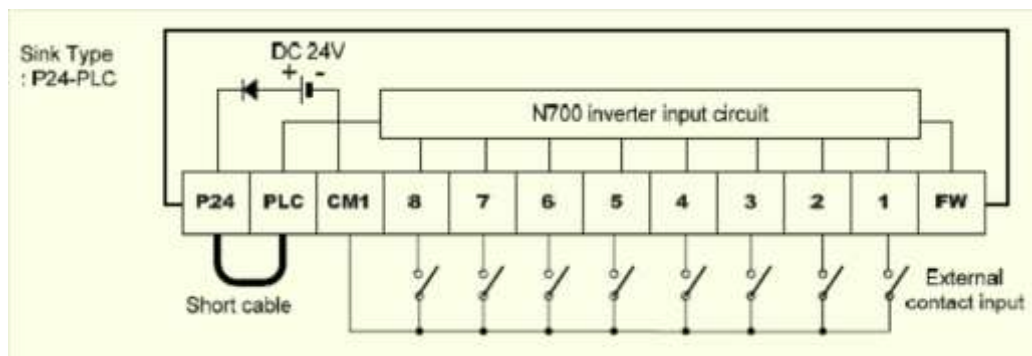 Sink Type
: P24-PLC
DC 24V
+ -
N700 inverter input circuit
P24 PLC CM1 8 7 6 5 4 3 2 1 FW
Short cable
External
contact input